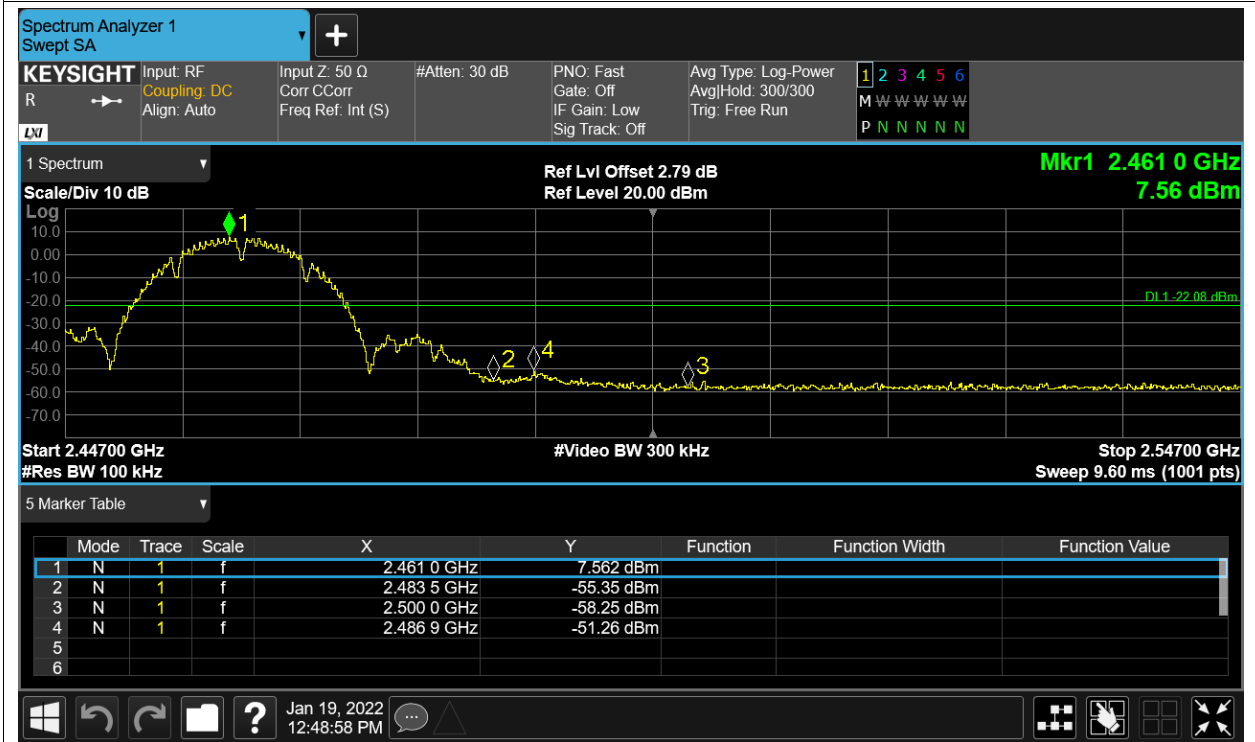 Spectrum Analyzer 1
Swept SA
+
KEYSIGHT Input: RF Input Z: 50 Ω #Atten: 30 dB PNO: Fast Avg Type: Log-Power 1 2 3 4 5 6
R Coupling: DC Corr CCorr Gate: Off Avg|Hold: 300/300 M W W W W W
Align: Auto Freq Ref: Int (S) IF Gain: Low Trig: Free Run
LXI Sig Track: Off P N N N N N
1 Spectrum Ref Lvl Offset 2.79 dB Mkr1 2.461 0 GHz
Scale/Div 10 dB Ref Level 20.00 dBm 7.56 dBm
Log
1
10.0
0.00
-10.0
-20.0 DL1 -22.08 dBm
-30.0
-40.0
2 4 3
-50.0
-60.0
-70.0
Start 2.44700 GHz #Video BW 300 kHz Stop 2.54700 GHz
#Res BW 100 kHz Sweep 9.60 ms (1001 pts)
5 Marker Table
Mode Trace Scale X Y Function Function Width Function Value
1 N 1 f 2.461 0 GHz 7.562 dBm
2 N 1 f 2.483 5 GHz -55.35 dBm
3 N 1 f 2.500 0 GHz -58.25 dBm
4 N 1 f 2.486 9 GHz -51.26 dBm
5
6
? Jan 19, 2022
12:48:58 PM